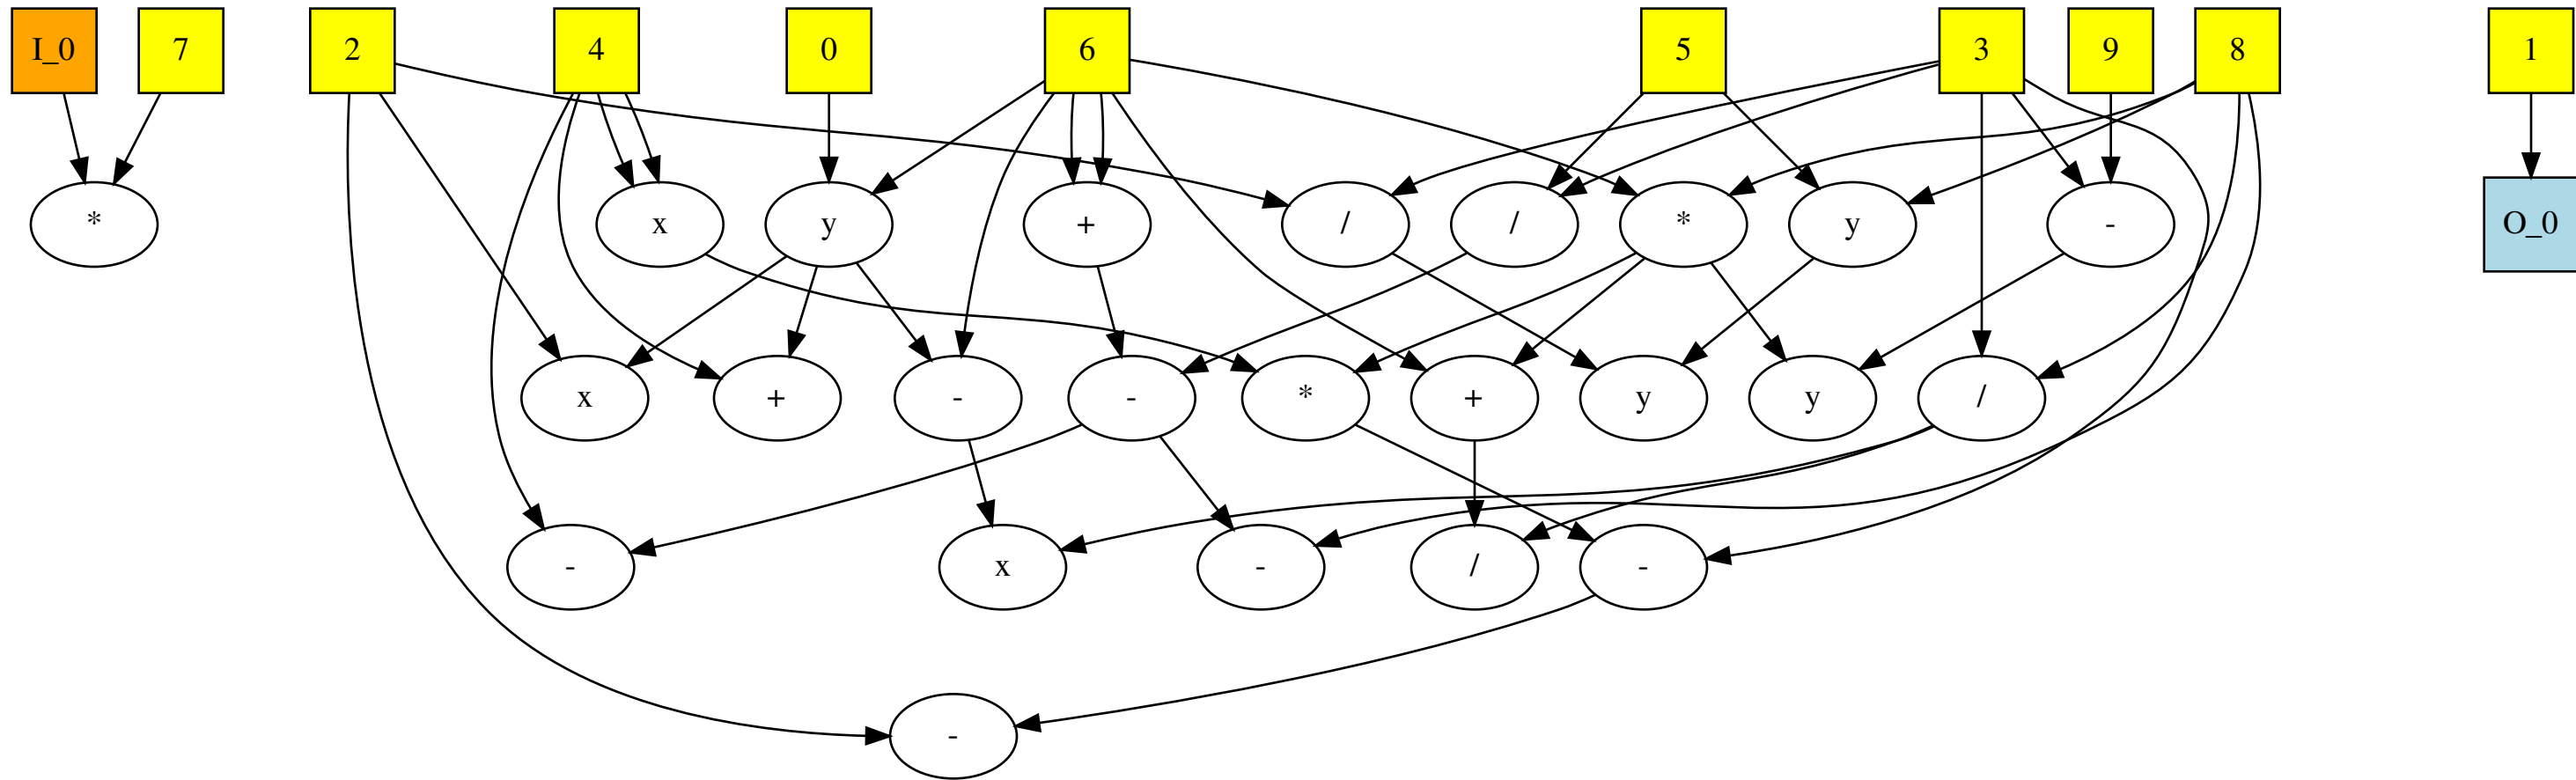 I_0 7 2 4 0 6 5 3 9 8 1
* x y + / / * y - O_0
x + - - * + y y /
- x - / -
-